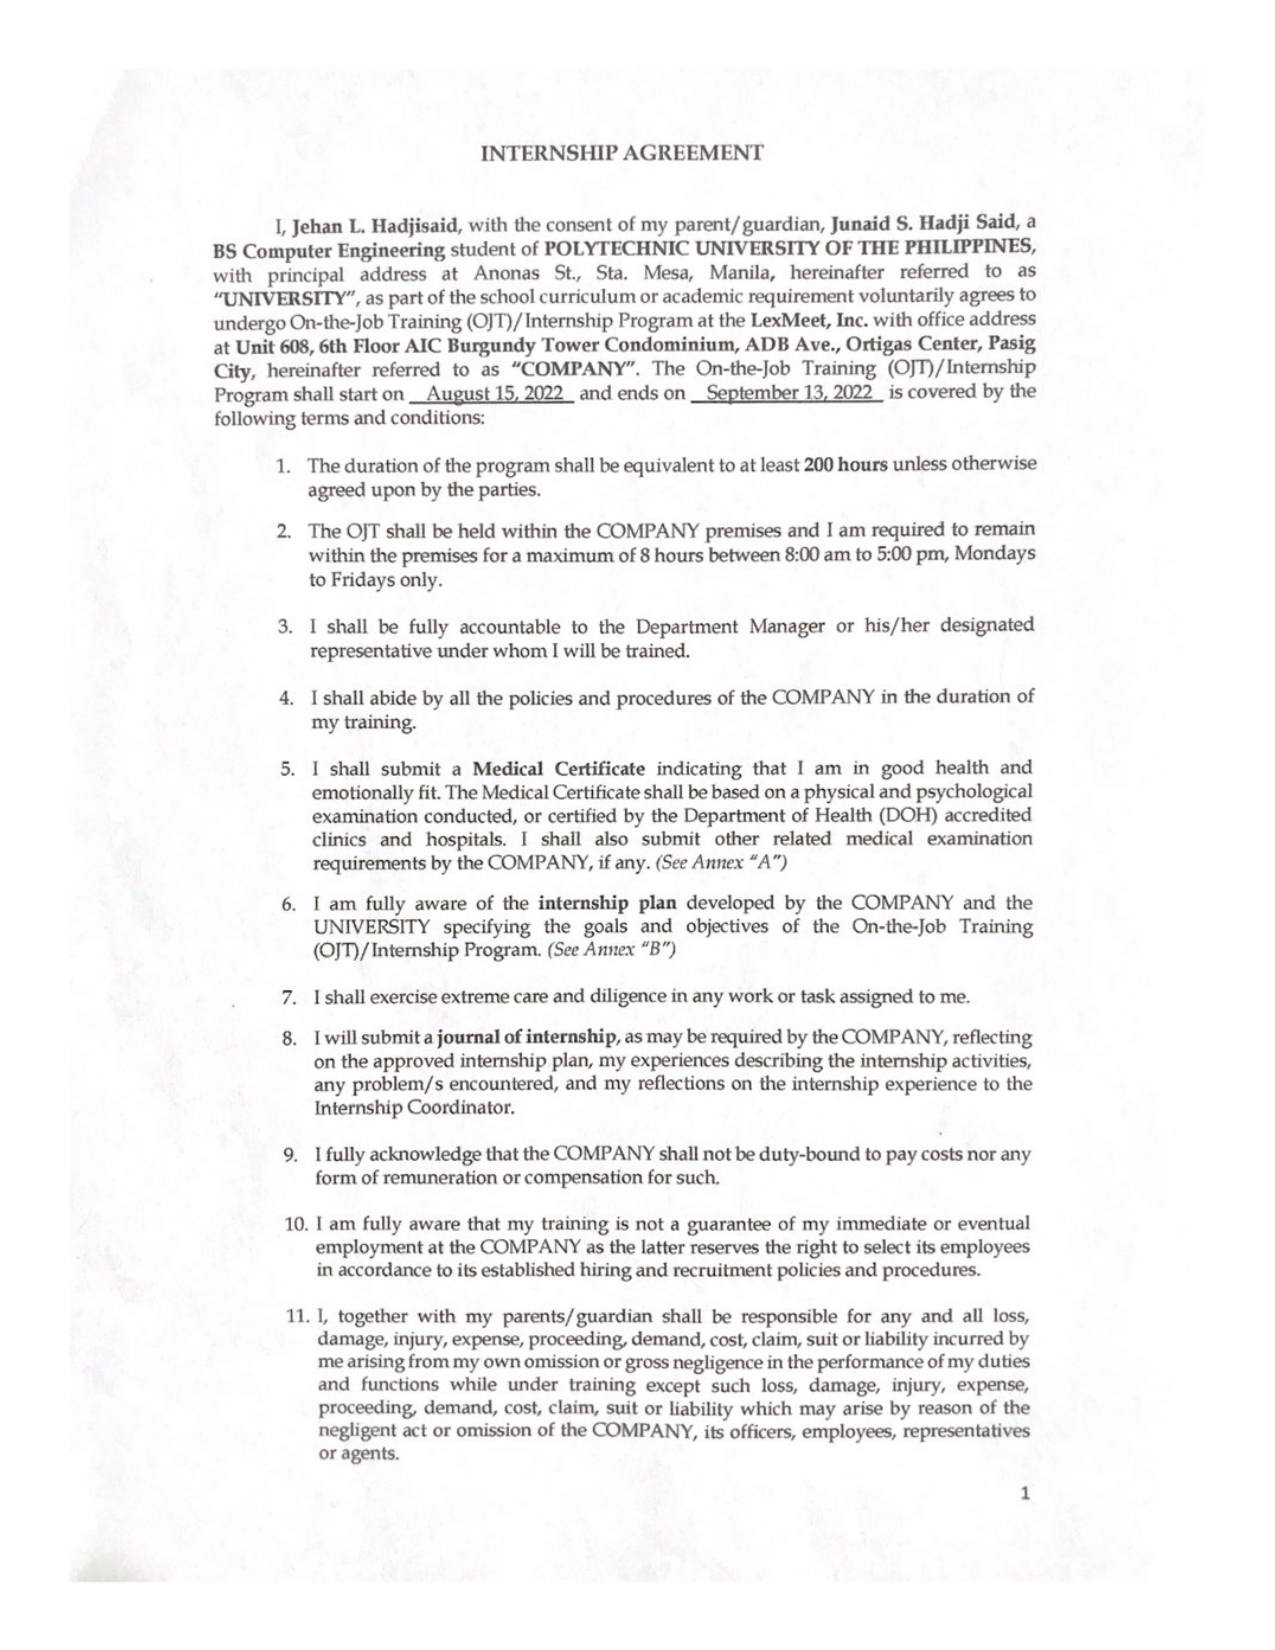 INTERNSHIP AGREEMENT
I, Jehan L. Hadjisaid, with the consent of my parent/guardian, Junaid S. Hadji Said, a
BS Computer Engineering student of POLYTECHNIC UNIVERSITY OF THE PHILIPPINES,
with principal address at Anonas St., Sta. Mesa, Manila, hereinafter referred to as
"UNIVERSITY", as part of the school curriculum or academic requirement voluntarily agrees to
undergo On-the-Job Training (OJT)/Internship Program at the LexMeet, Inc. with office address
at Unit 608, 6th Floor AIC Burgundy Tower Condominium, ADB Ave., Ortigas Center, Pasig
City, hereinafter referred to as "COMPANY". The On-the-Job Training (OJT)/Internship
Program shall start on August 15, 2022 and ends on September 13, 2022 is covered by the
following terms and conditions:
1. The duration of the program shall be equivalent to at least 200 hours unless otherwise
agreed upon by the parties.
2. The OJT shall be held within the COMPANY premises and I am required to remain
within the premises for a maximum of 8 hours between 8:00 am to 5:00 pm, Mondays
to Fridays only.
3. I shall be fully accountable to the Department Manager or his/her designated
representative under whom I will be trained.
4. I shall abide by all the policies and procedures of the COMPANY in the duration of
my training.
5. I shall submit a Medical Certificate indicating that I am in good health and
emotionally fit. The Medical Certificate shall be based on a physical and psychological
examination conducted, or certified by the Department of Health (DOH) accredited
clinics and hospitals. I shall also submit other related medical examination
requirements by the COMPANY, if any. (See Annex "A")
6. I am fully aware of the internship plan developed by the COMPANY and the
UNIVERSITY specifying the goals and objectives of the On-the-Job Training
(OJT)/Internship Program. (See Annex "B")
7. I shall exercise extreme care and diligence in any work or task assigned to me.
8. I will submit a journal of internship, as may be required by the COMPANY, reflecting
on the approved internship plan, my experiences describing the internship activities,
any problem/s encountered, and my reflections on the internship experience to the
Internship Coordinator.
9. I fully acknowledge that the COMPANY shall not be duty-bound to pay costs nor any
form of remuneration or compensation for such.
10. I am fully aware that my training is not a guarantee of my immediate or eventual
employment at the COMPANY as the latter reserves the right to select its employees
in accordance to its established hiring and recruitment policies and procedures.
11. I, together with my parents/guardian shall be responsible for any and all loss,
damage, injury, expense, proceeding, demand, cost, claim, suit or liability incurred by
me arising from my own omission or gross negligence in the performance of my duties
and functions while under training except such loss, damage, injury, expense,
proceeding, demand, cost, claim, suit or liability which may arise by reason of the
negligent act or omission of the COMPANY, its officers, employees, representatives
or agents.
1